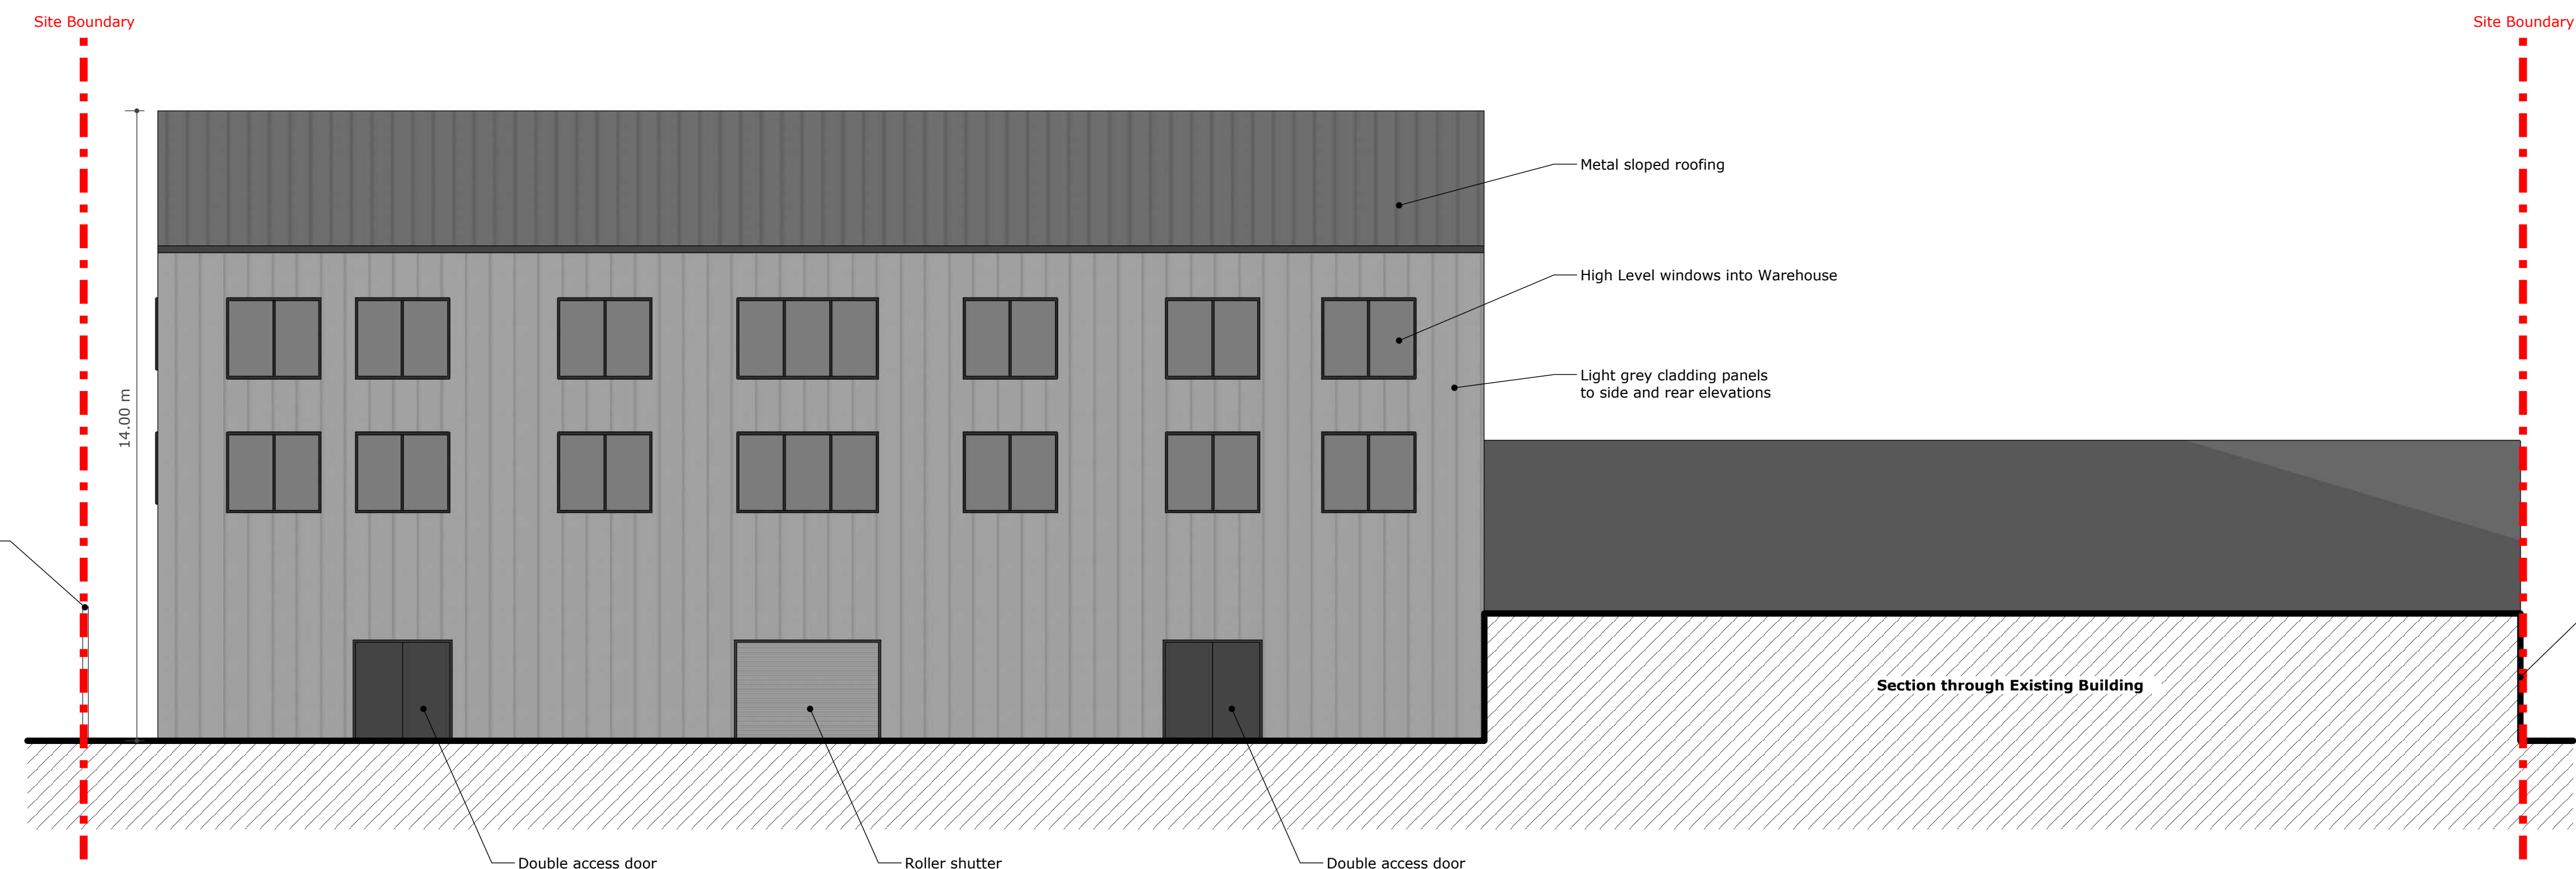 Site Boundary
Site Boundary
Metal sloped roofing
High Level windows into Warehouse
Light grey cladding panels
to side and rear elevations
14.00 m
Section through Existing Building
Double access door
Roller shutter
Double access door